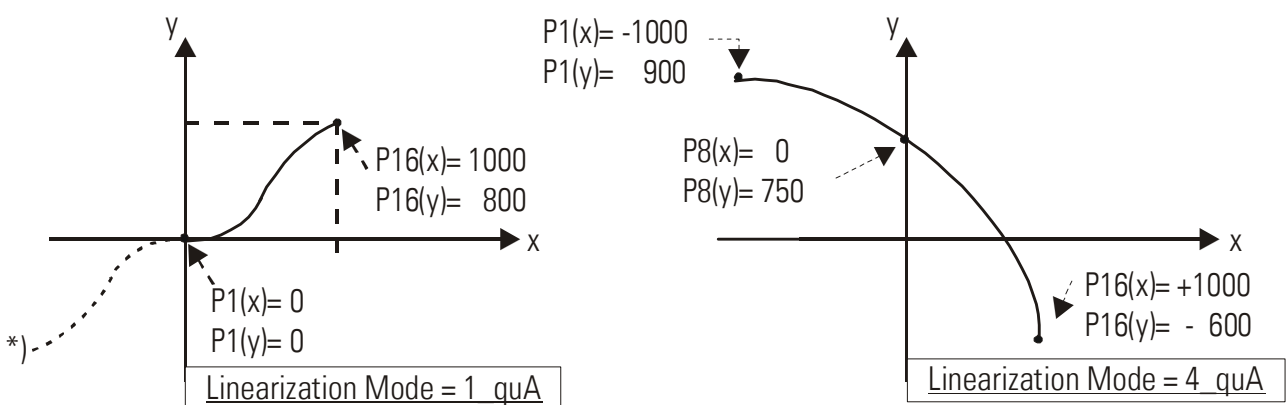 y
P16(x)= 1000
P16(y)= 800
x
P1(x)= 0
P1(y)= 0
*)
Linearization Mode = 1_quA
P1(x)= -1000
P1(y)= 900
y
P8(x)= 0
P8(y)= 750
x
P16(x)= +1000
P16(y)= - 600
Linearization Mode = 4_quA